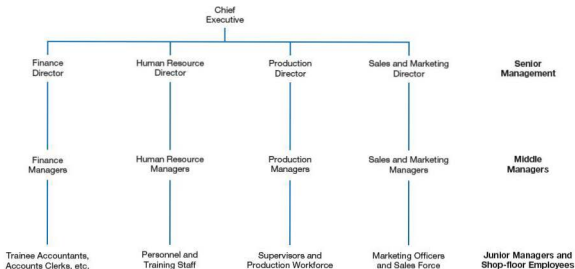 Chief
Executive
Finance
Director
Human Resource
Director
Production
Director
Sales and Marketing
Director
Senior
Management
Finance
Managers
Human Resource
Managers
Production
Managers
Sales and Marketing
Managers
Middle
Managers
Trainee Accountants,
Accounts Clerks, etc.
Personnel and
Training Staff
Supervisors and
Production Workforce
Marketing Officers
and Sales Force
Junior Managers and
Shop-floor Employees